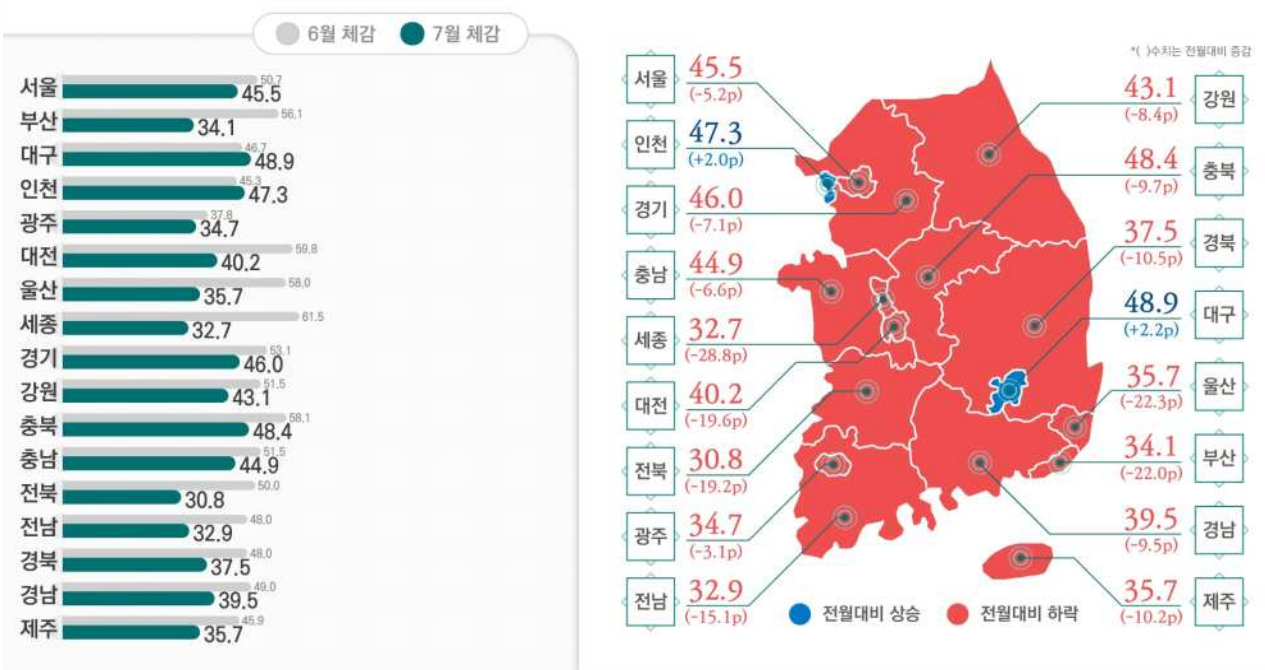 6월 체감 7월 체감
서울 50.7 45.5
부산 56.1 34.1
대구 46.7 48.9
인천 45.3 47.3
광주 37.8 34.7
대전 59.8 40.2
울산 58.0 35.7
세종 61.5 32.7
경기 53.1 46.0
강원 51.5 43.1
충북 58.1 48.4
충남 51.5 44.9
전북 50.0 30.8
전남 48.0 32.9
경북 48.0 37.5
경남 49.0 39.5
제주 45.9 35.7
*( )수치는 전월대비 증감
서울 45.5
(-5.2p)
인천 47.3
(+2.0p)
경기 46.0
(-7.1p)
충남 44.9
(-6.6p)
세종 32.7
(-28.8p)
대전 40.2
(-19.6p)
전북 30.8
(-19.2p)
광주 34.7
(-3.1p)
전남 32.9
(-15.1p)
43.1 강원
(-8.4p)
48.4 충북
(-9.7p)
37.5 경북
(-10.5p)
48.9 대구
(+2.2p)
35.7 울산
(-22.3p)
34.1 부산
(-22.0p)
39.5 경남
(-9.5p)
35.7 제주
(-10.2p)
전월대비 상승 전월대비 하락